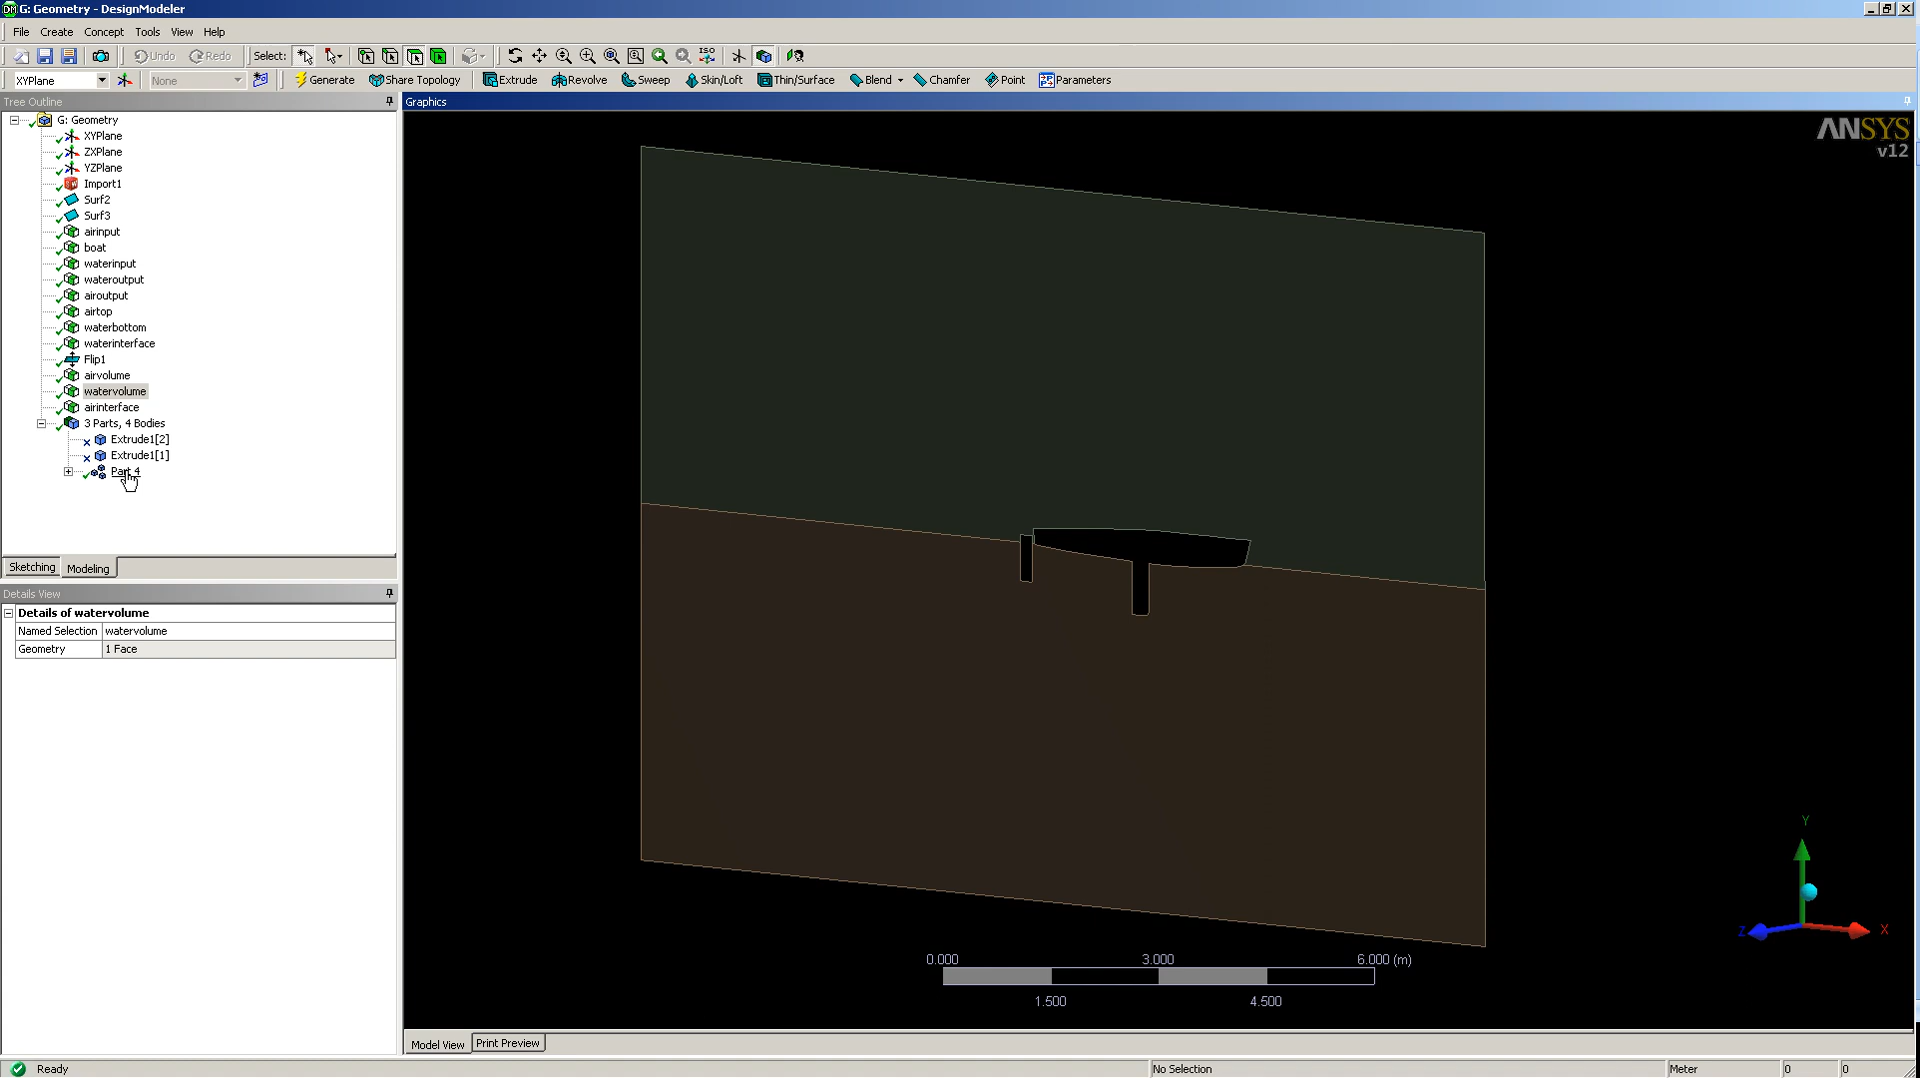 G: Geometry - DesignModeler
File Create Concept Tools View Help
Undo Redo Select:
XYPlane None Generate Share Topology Extrude Revolve Sweep Skin/Loft Thin/Surface Blend Chamfer Point Parameters
Tree Outline
Graphics
G: Geometry
XYPlane
ZXPlane
YZPlane
Import1
Surf2
Surf3
airinput
boat
waterinput
wateroutput
airoutput
airtop
waterbottom
waterinterface
Flip1
airvolume
watervolume
airinterface
3 Parts, 4 Bodies
Extrude1[2]
Extrude1[1]
Part 4
Sketching Modeling
Details View
Details of watervolume
Named Selection watervolume
Geometry 1 Face
ANSYS
v12
Y
Z X
0.000 3.000 6.000 (m)
1.500 4.500
Model View Print Preview
Ready No Selection Meter 0 0